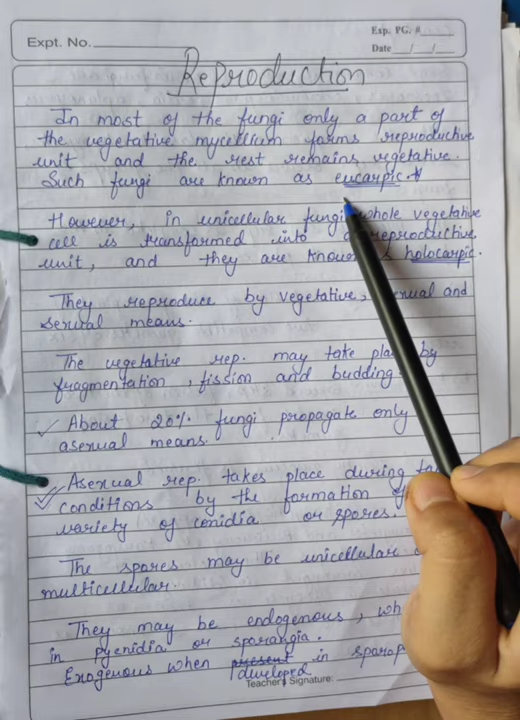 Exp. PG. #
Expt. No.
Date / /
Reproduction
In most of the fungi only a part of
the vegetative mycellium forms reproductive
unit and the rest remains vegetative.
Such fungi are known as eucarpic
However, in unicellular fungi whole vegetative
cell is transformed into reproductive
unit, and they are known holocarpic.
They reproduce by vegetative, and
sexual means.
The vegetative rep. may take by
fragmentation, fission and budding
About 20% fungi propagate only
asexual means.
Asexual rep. takes place during
conditions by the formation of
variety of conidia or spores.
The spores may be unicellular
multicellular.
They may be endogenous,
in pyenidia or sporangia.
Exogenous when present developed in
Teacher's Signature: